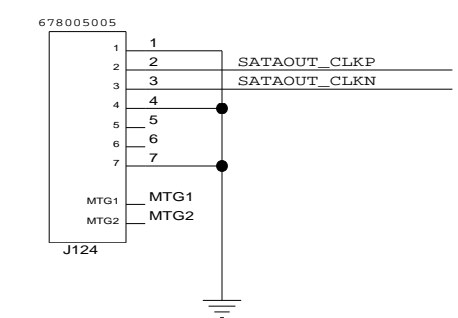 678005005
1 1
2 2 SATAOUT_CLKP
3 3 SATAOUT_CLKN
4 4
5 5
6 6
7 7
MTG1 MTG1
MTG2 MTG2
J124